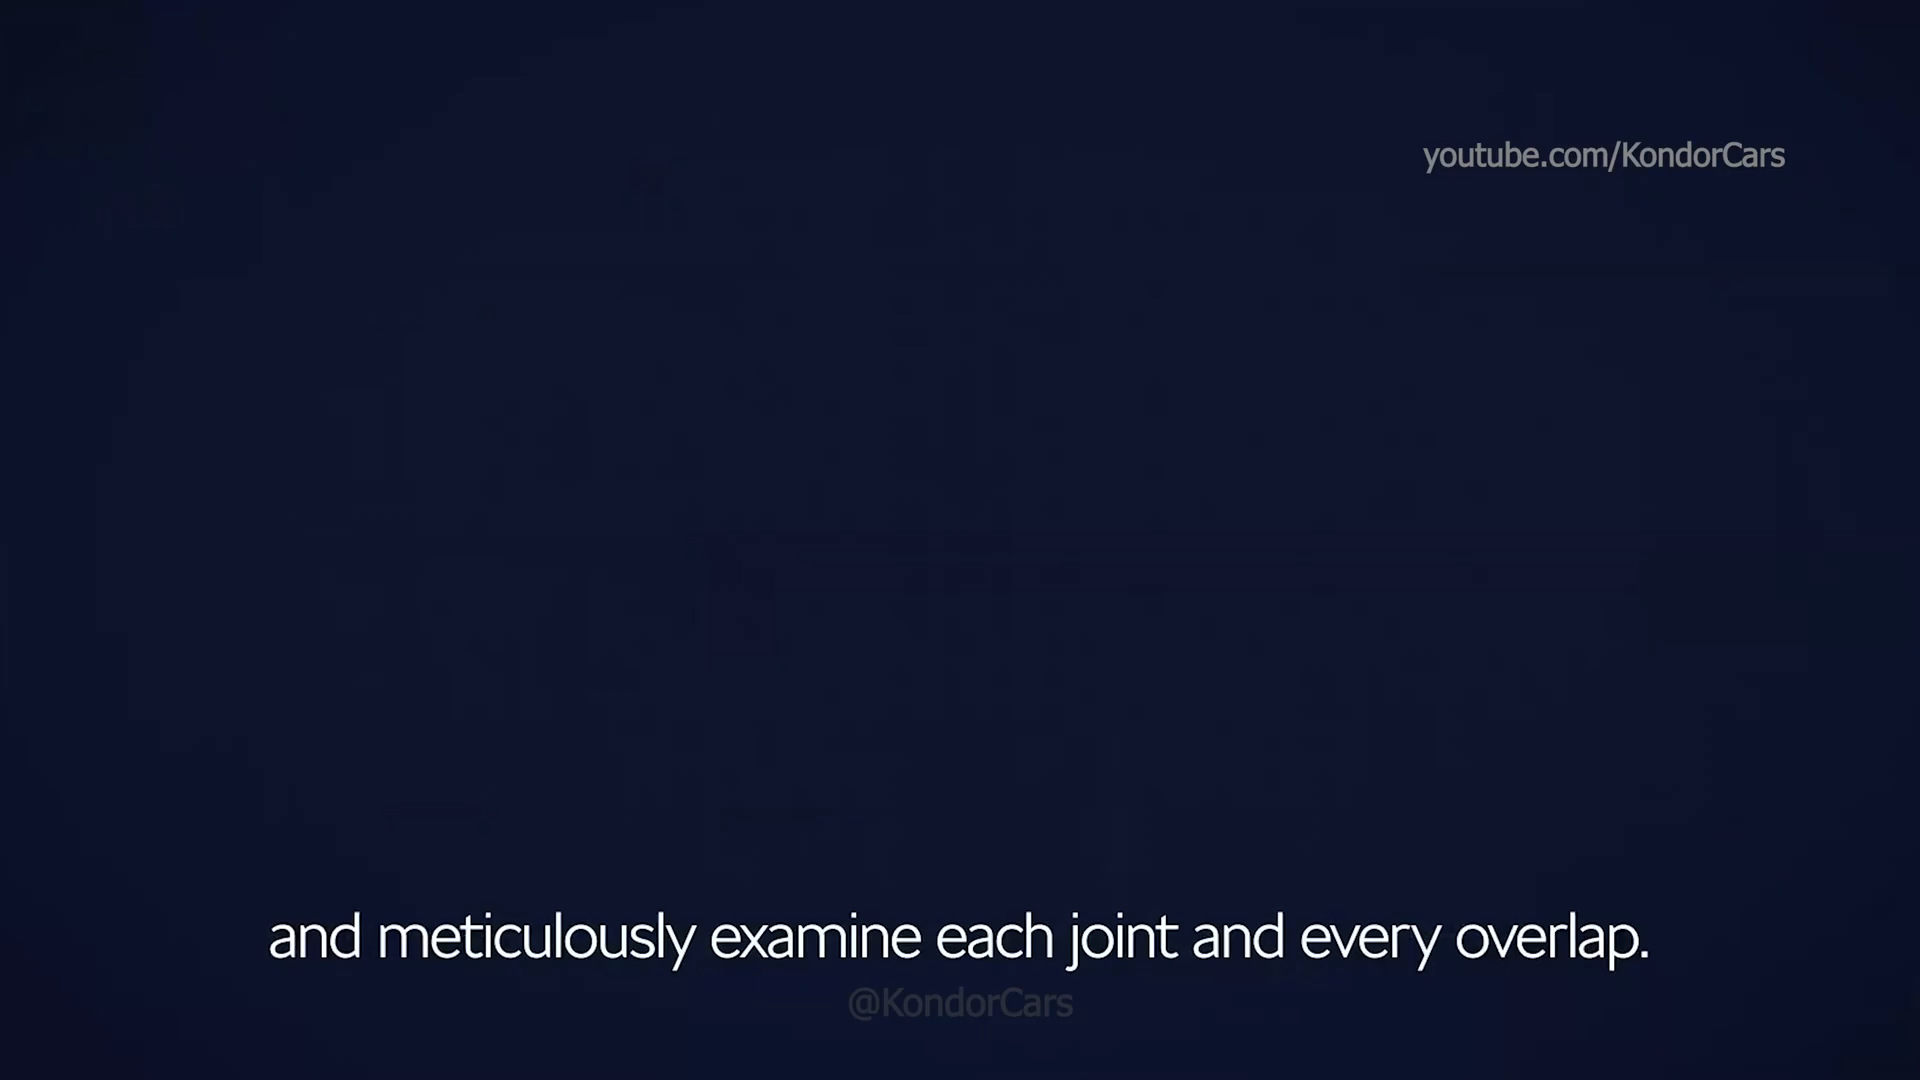 youtube.com/KondorCars
and meticulously examine each joint and every overlap.
@KondorCars